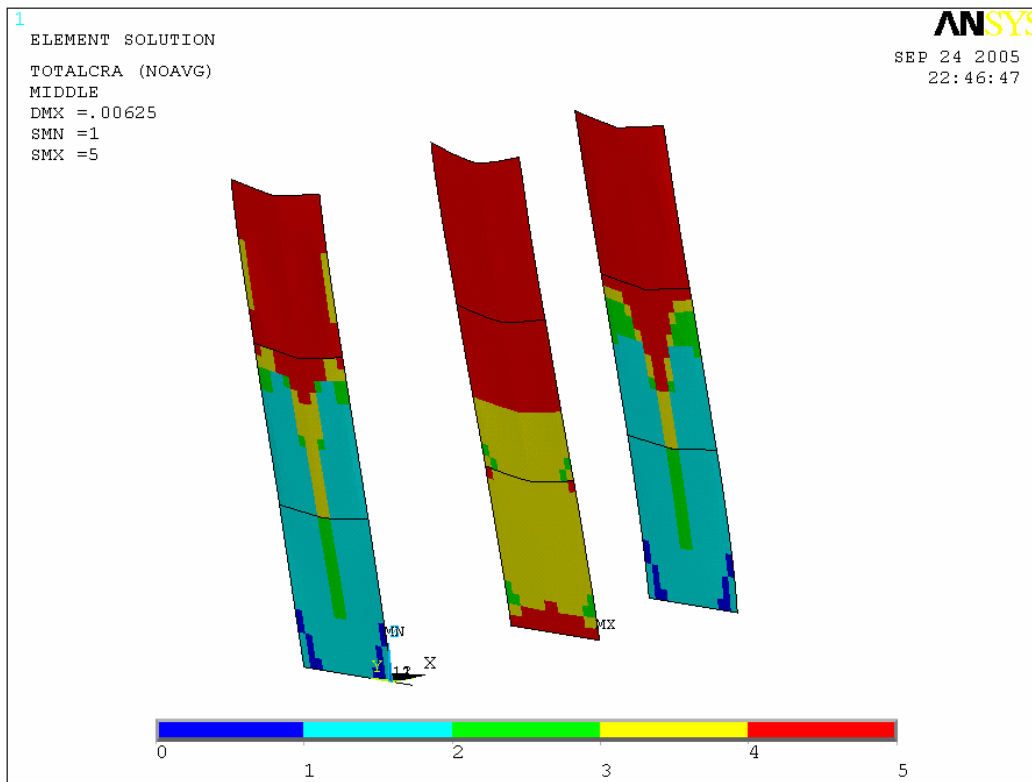 1
ELEMENT SOLUTION
TOTALCRA (NOAVG)
MIDDLE
DMX =.00625
SMN =1
SMX =5
ANSYS
SEP 24 2005
22:46:47
MN
MX
Y
X
0
1
2
3
4
5